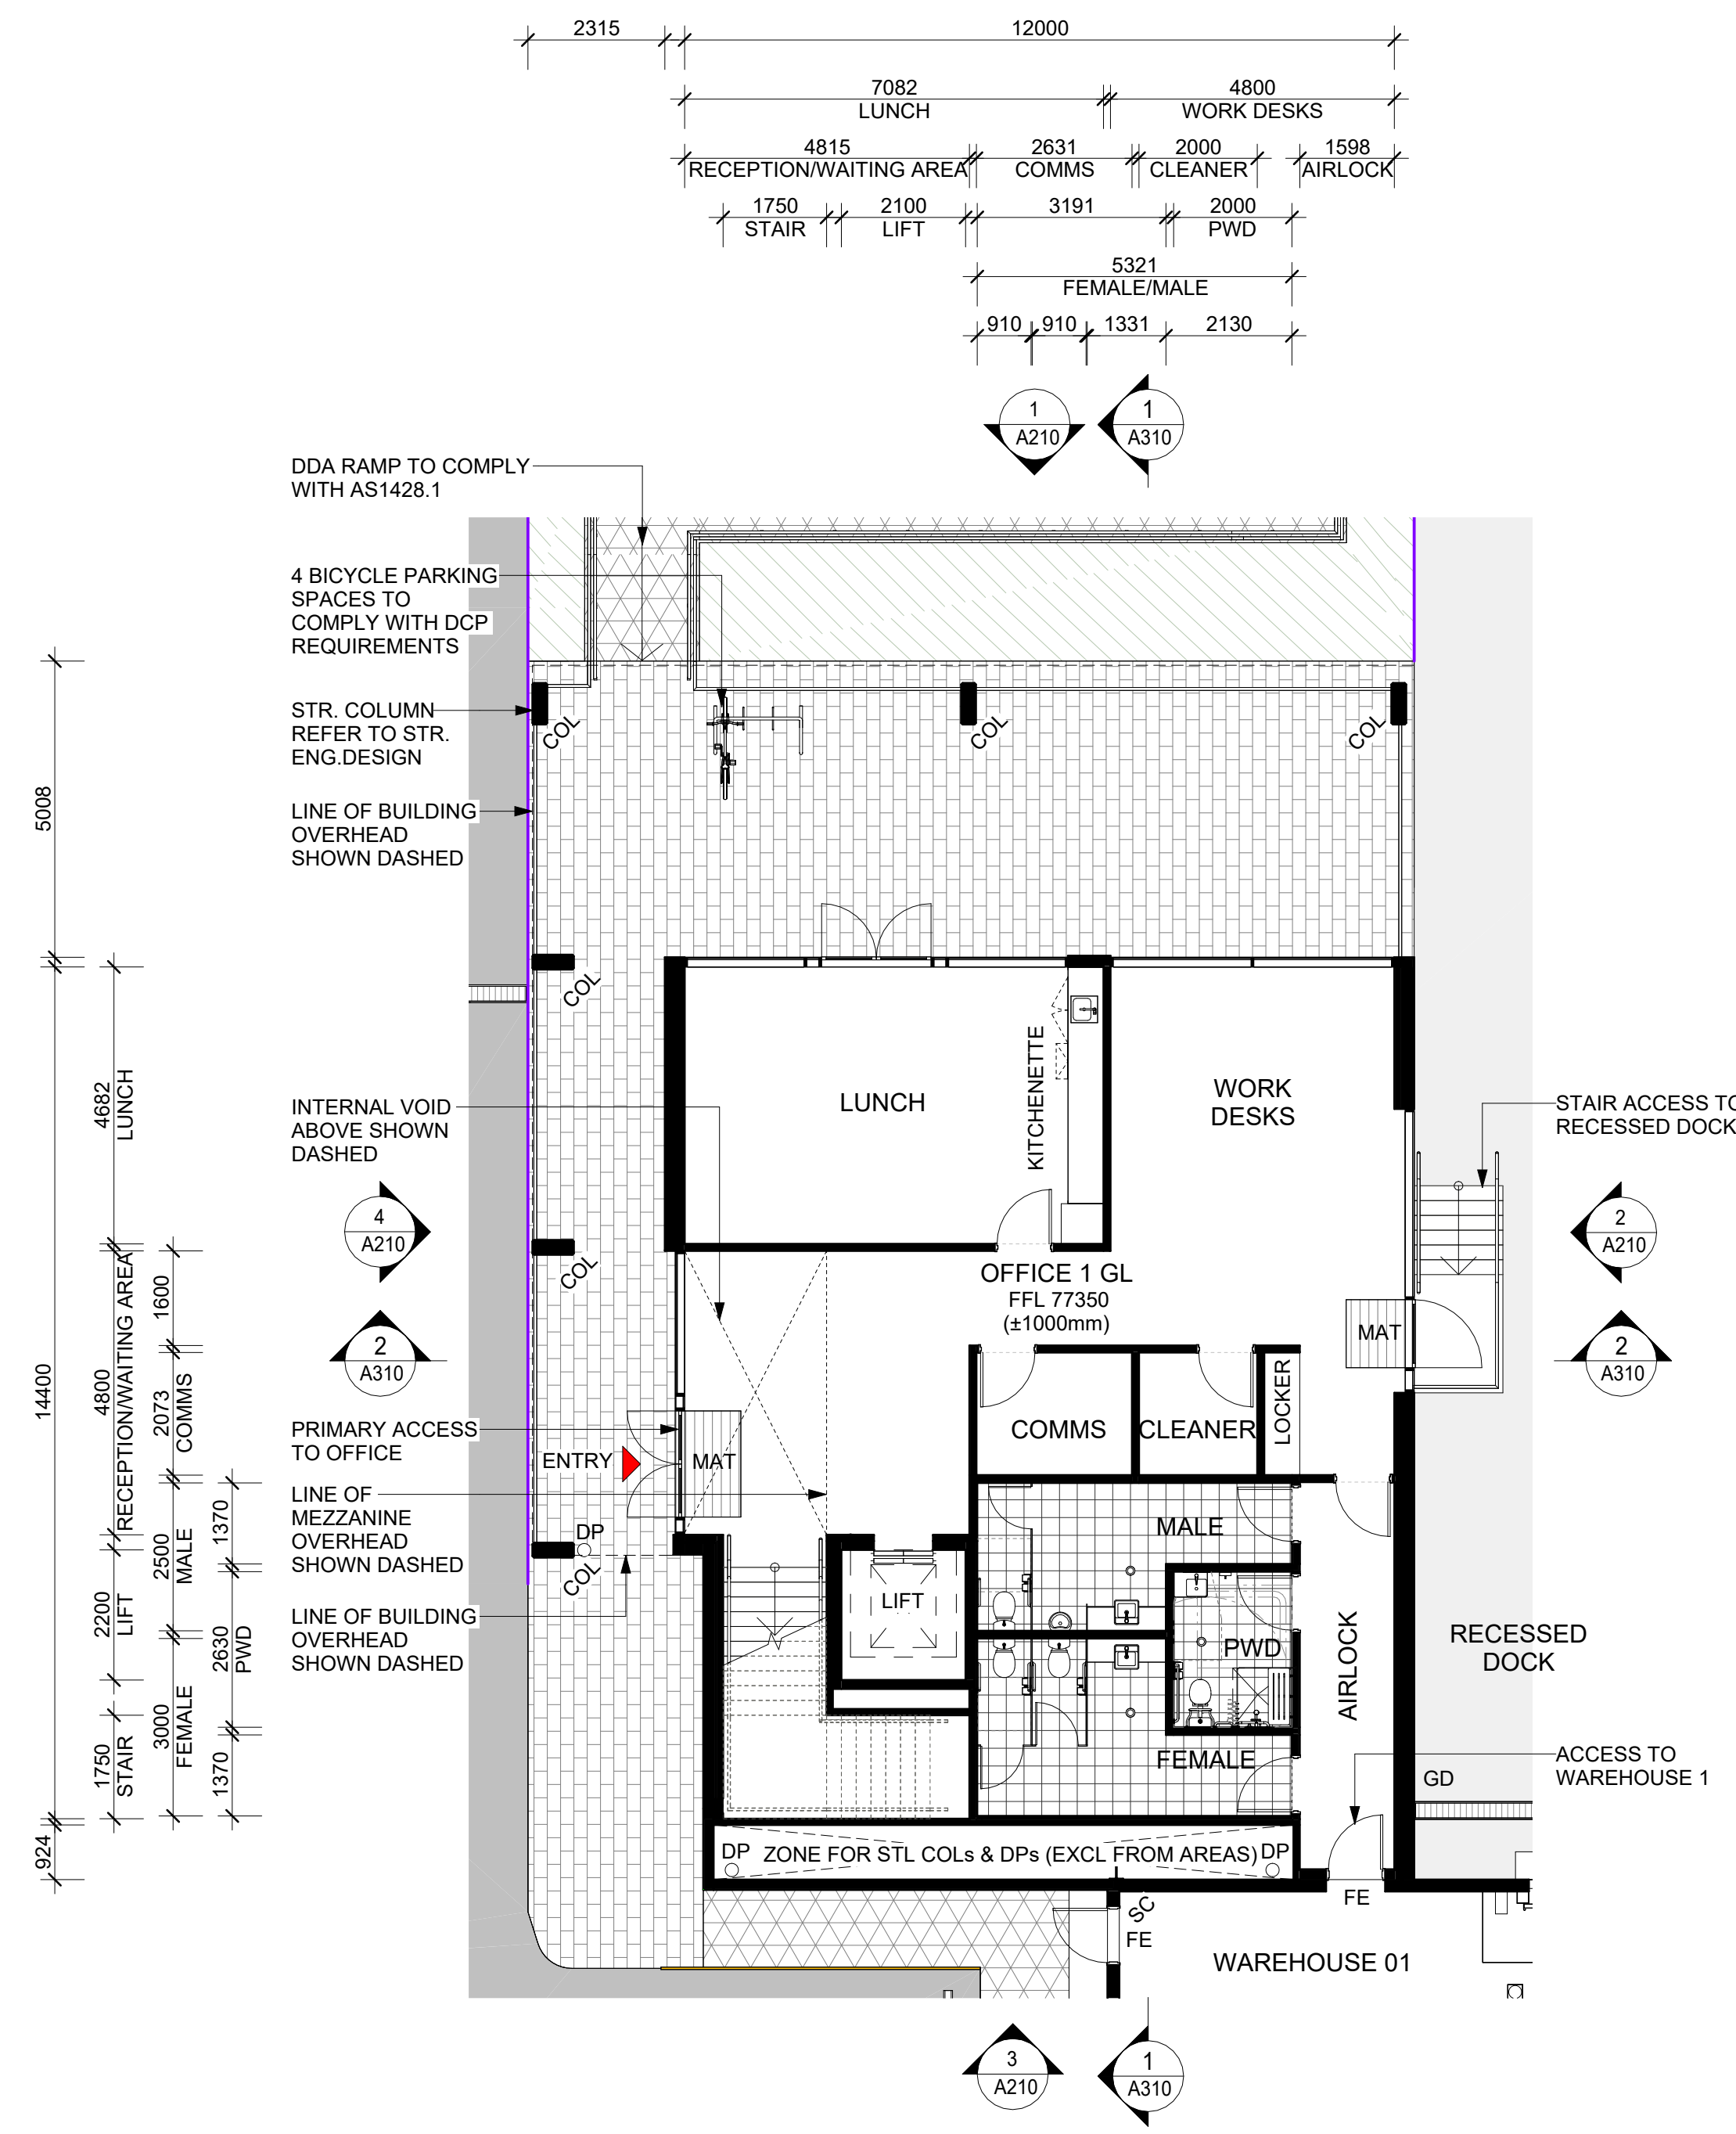 2315
12000
7082
LUNCH
4800
WORK DESKS
4815
RECEPTION/WAITING AREA
2631
COMMS
2000
CLEANER
1598
AIRLOCK
1750
STAIR
2100
LIFT
3191
2000
PWD
5321
FEMALE/MALE
910
910
1331
2130
1
A210
1
A310
DDA RAMP TO COMPLY
WITH AS1428.1
4 BICYCLE PARKING
SPACES TO
COMPLY WITH DCP
REQUIREMENTS
STR. COLUMN
REFER TO STR.
ENG.DESIGN
LINE OF BUILDING
OVERHEAD
SHOWN DASHED
INTERNAL VOID
ABOVE SHOWN
DASHED
4
A210
2
A310
PRIMARY ACCESS
TO OFFICE
LINE OF
MEZZANINE
OVERHEAD
SHOWN DASHED
LINE OF BUILDING
OVERHEAD
SHOWN DASHED
5008
14400
924
4682
LUNCH
4800
RECEPTION/WAITING AREA
2200
LIFT
1750
STAIR
1600
2073
COMMS
2500
MALE
3000
FEMALE
1370
2630
PWD
1370
COL
COL
COL
COL
COL
COL
DP
ENTRY
MAT
LUNCH
KITCHENETTE
WORK
DESKS
OFFICE 1 GL
FFL 77350
(±1000mm)
MAT
COMMS
CLEANER
LOCKER
MALE
LIFT
PWD
FEMALE
AIRLOCK
DP
ZONE FOR STL COLs & DPs (EXCL FROM AREAS)
DP
SC
FE
FE
WAREHOUSE 01
STAIR ACCESS TO
RECESSED DOCK
2
A210
2
A310
RECESSED
DOCK
GD
ACCESS TO
WAREHOUSE 1
3
A210
1
A310